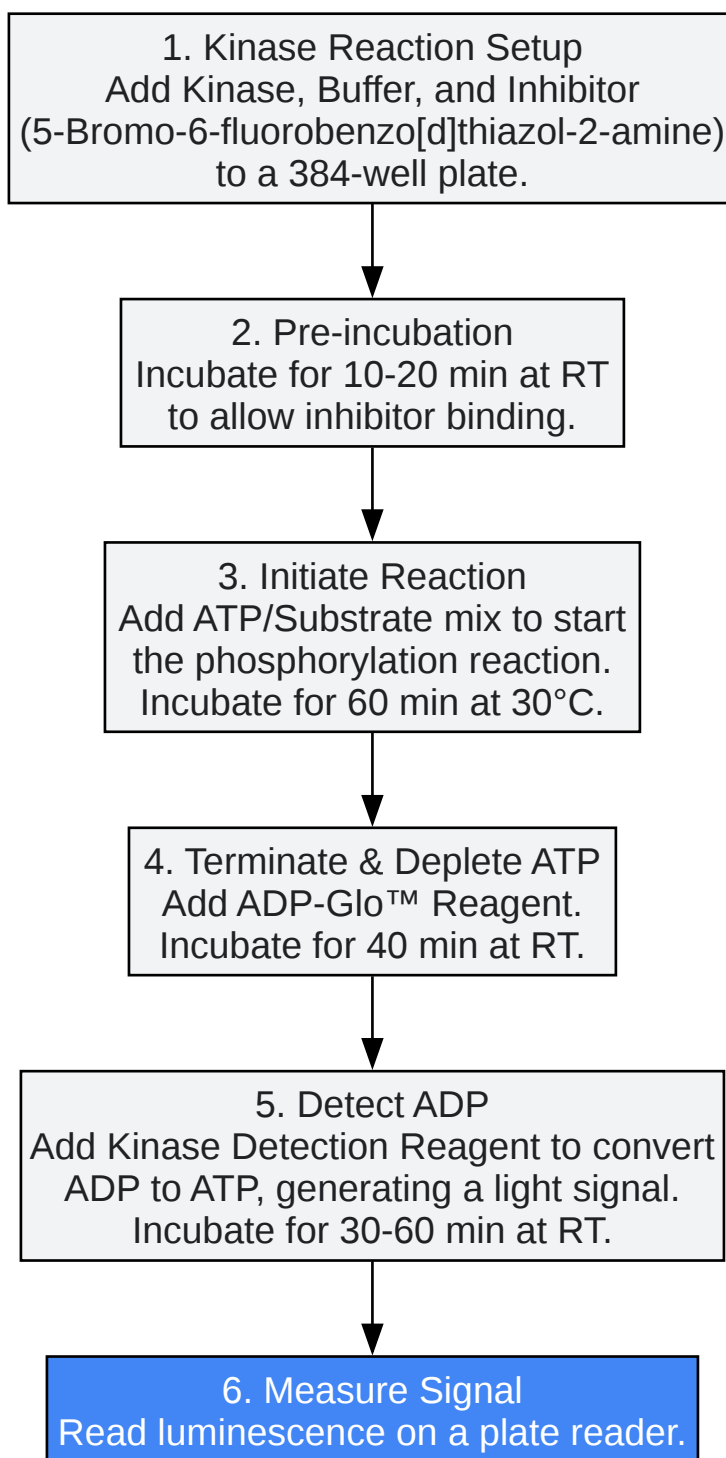 1. Kinase Reaction Setup
Add Kinase, Buffer, and Inhibitor
(5-Bromo-6-fluorobenzo[d]thiazol-2-amine)
to a 384-well plate.
2. Pre-incubation
Incubate for 10-20 min at RT
to allow inhibitor binding.
3. Initiate Reaction
Add ATP/Substrate mix to start
the phosphorylation reaction.
Incubate for 60 min at 30°C.
4. Terminate & Deplete ATP
Add ADP-Glo™ Reagent.
Incubate for 40 min at RT.
5. Detect ADP
Add Kinase Detection Reagent to convert
ADP to ATP, generating a light signal.
Incubate for 30-60 min at RT.
6. Measure Signal
Read luminescence on a plate reader.